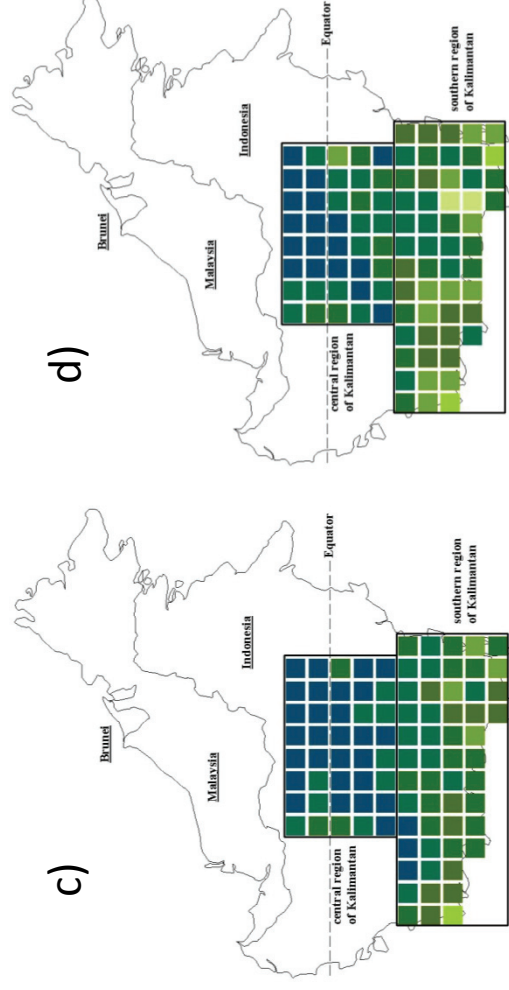 c)
Brunei
Malaysia
Indonesia
Equator
central region
of Kalimantan
southern region
of Kalimantan
d)
Brunei
Malaysia
Indonesia
Equator
central region
of Kalimantan
southern region
of Kalimantan